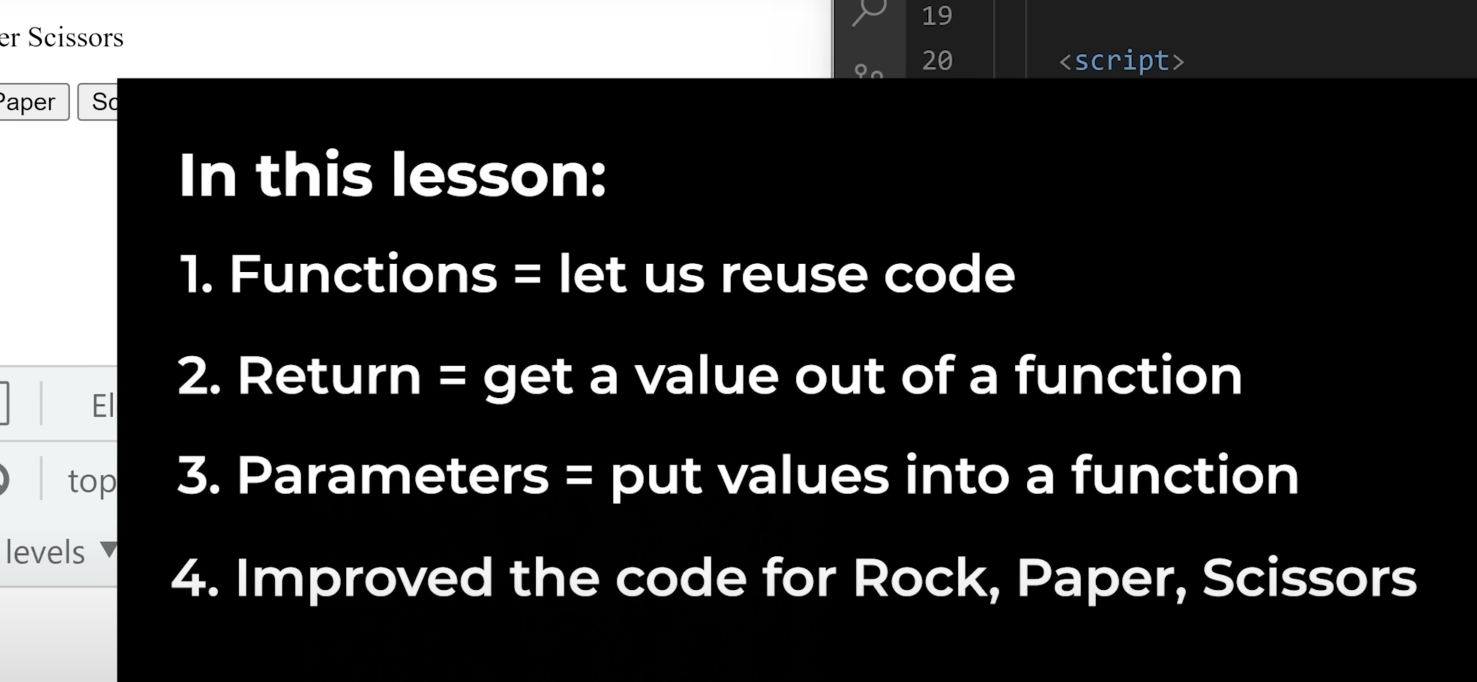 er Scissors
Paper
Sc
19
20
<script>
In this lesson:
1. Functions = let us reuse code
2. Return = get a value out of a function
3. Parameters = put values into a function
4. Improved the code for Rock, Paper, Scissors
El
top
levels ▼